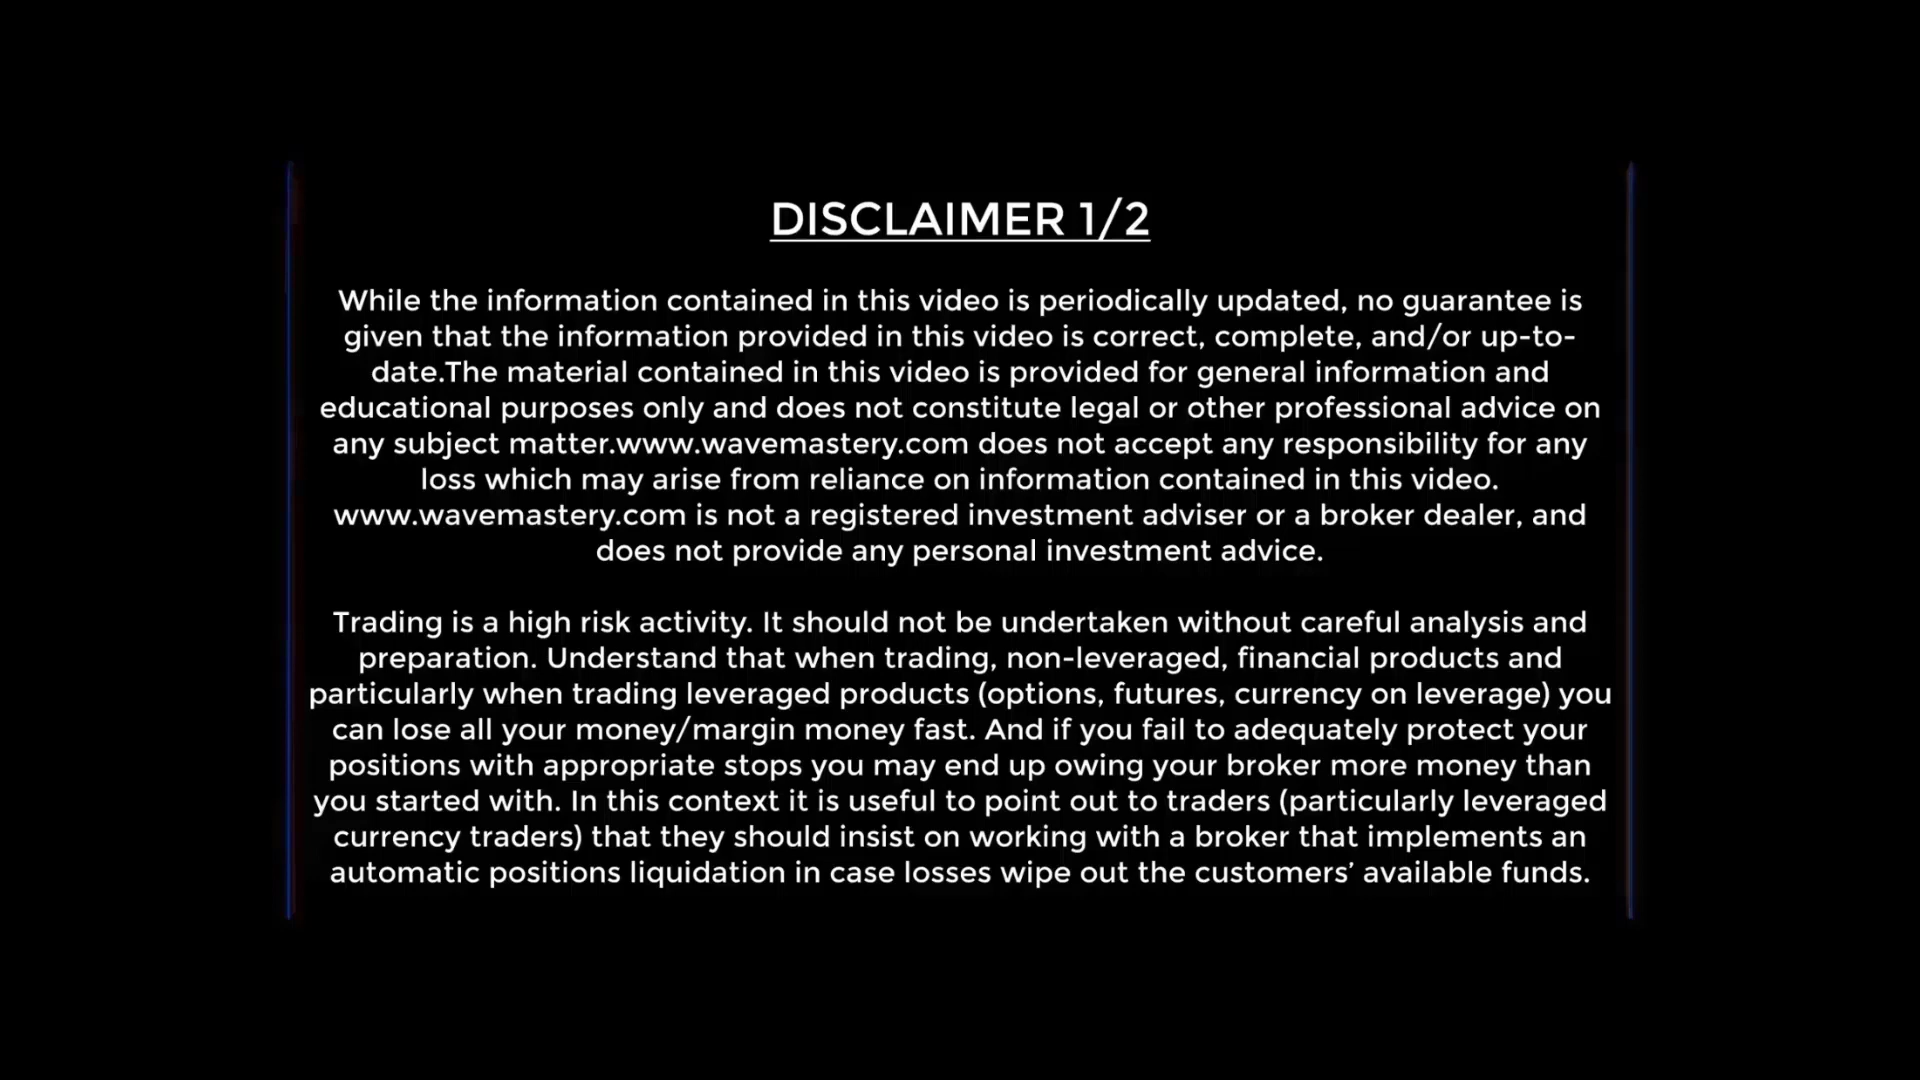 DISCLAIMER 1/2
While the information contained in this video is periodically updated, no guarantee is
given that the information provided in this video is correct, complete, and/or up-to-
date.The material contained in this video is provided for general information and
educational purposes only and does not constitute legal or other professional advice on
any subject matter.www.wavemastery.com does not accept any responsibility for any
loss which may arise from reliance on information contained in this video.
www.wavemastery.com is not a registered investment adviser or a broker dealer, and
does not provide any personal investment advice.
Trading is a high risk activity. It should not be undertaken without careful analysis and
preparation. Understand that when trading, non-leveraged, financial products and
particularly when trading leveraged products (options, futures, currency on leverage) you
can lose all your money/margin money fast. And if you fail to adequately protect your
positions with appropriate stops you may end up owing your broker more money than
you started with. In this context it is useful to point out to traders (particularly leveraged
currency traders) that they should insist on working with a broker that implements an
automatic positions liquidation in case losses wipe out the customers’ available funds.